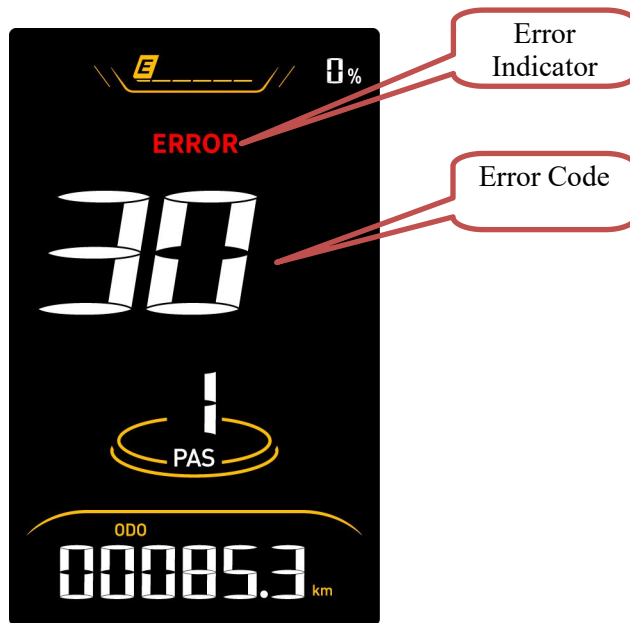 Error
Indicator
E
0%
ERROR
Error Code
30
1
PAS
ODO
00085.3 km